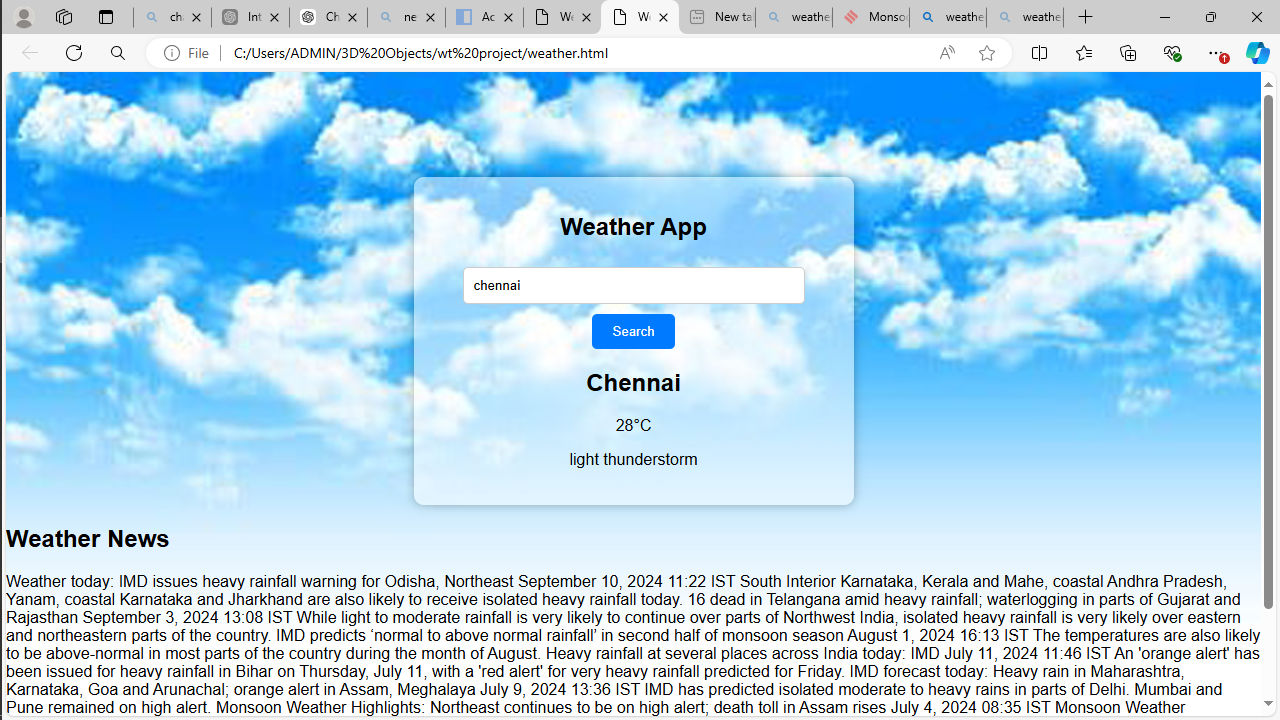 cha
Int
Ch
ne
Ac
We
We
New ta
weathe
Monso
weathe
weathe
File
C:/Users/ADMIN/3D%20Objects/wt%20project/weather.html
Weather App
chennai
Search
Chennai
28°C
light thunderstorm
Weather News
Weather today: IMD issues heavy rainfall warning for Odisha, Northeast September 10, 2024 11:22 IST South Interior Karnataka, Kerala and Mahe, coastal Andhra Pradesh,
Yanam, coastal Karnataka and Jharkhand are also likely to receive isolated heavy rainfall today. 16 dead in Telangana amid heavy rainfall; waterlogging in parts of Gujarat and
Rajasthan September 3, 2024 13:08 IST While light to moderate rainfall is very likely to continue over parts of Northwest India, isolated heavy rainfall is very likely over eastern
and northeastern parts of the country. IMD predicts ‘normal to above normal rainfall’ in second half of monsoon season August 1, 2024 16:13 IST The temperatures are also likely
to be above-normal in most parts of the country during the month of August. Heavy rainfall at several places across India today: IMD July 11, 2024 11:46 IST An 'orange alert' has
been issued for heavy rainfall in Bihar on Thursday, July 11, with a 'red alert' for very heavy rainfall predicted for Friday. IMD forecast today: Heavy rain in Maharashtra,
Karnataka, Goa and Arunachal; orange alert in Assam, Meghalaya July 9, 2024 13:36 IST IMD has predicted isolated moderate to heavy rains in parts of Delhi. Mumbai and
Pune remained on high alert. Monsoon Weather Highlights: Northeast continues to be on high alert; death toll in Assam rises July 4, 2024 08:35 IST Monsoon Weather